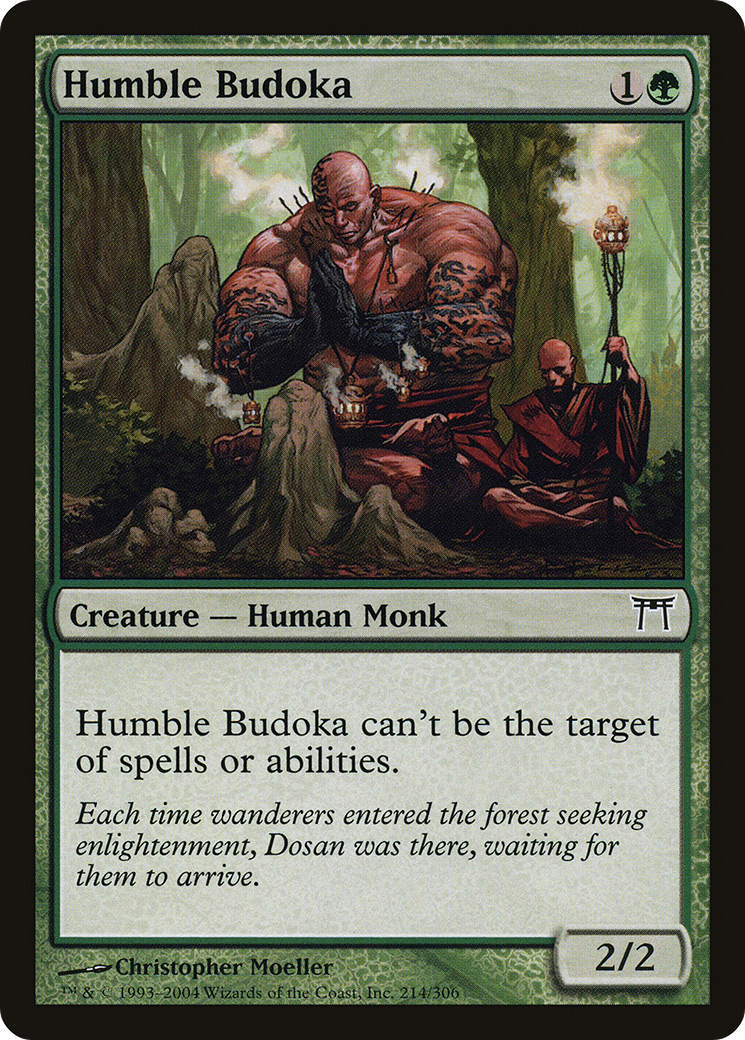 Humble Budoka
1
Creature — Human Monk
Humble Budoka can't be the target
of spells or abilities.
Each time wanderers entered the forest seeking
enlightenment, Dosan was there, waiting for
them to arrive.
2/2
Christopher Moeller
™ & © 1993–2004 Wizards of the Coast, Inc. 214/306